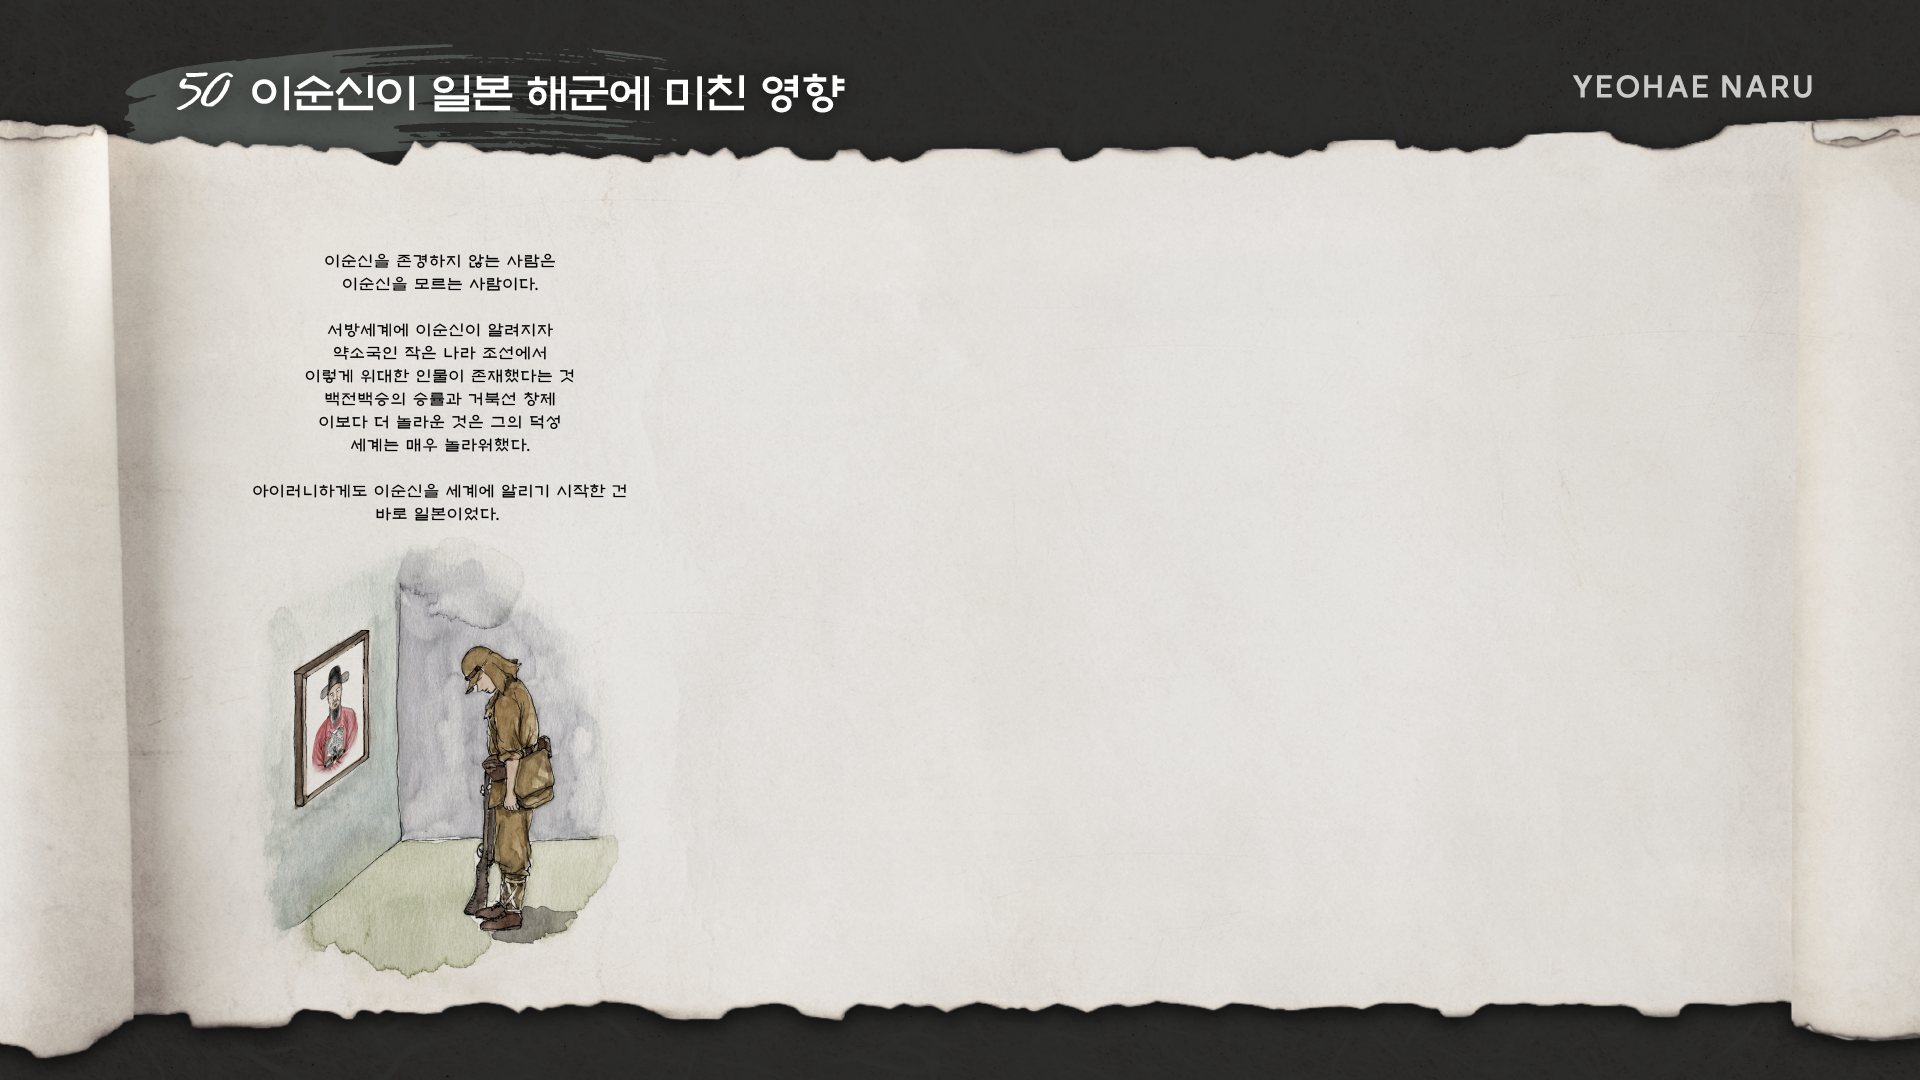 50 이순신이 일본 해군에 미친 영향
YEOHAE NARU
이순신을 존경하지 않는 사람은
이순신을 모르는 사람이다.
서방세계에 이순신이 알려지자
약소국인 작은 나라 조선에서
이렇게 위대한 인물이 존재했다는 것
백전백승의 승률과 거북선 창제
이보다 더 놀라운 것은 그의 덕성
세계는 매우 놀라워했다.
아이러니하게도 이순신을 세계에 알리기 시작한 건
바로 일본이었다.